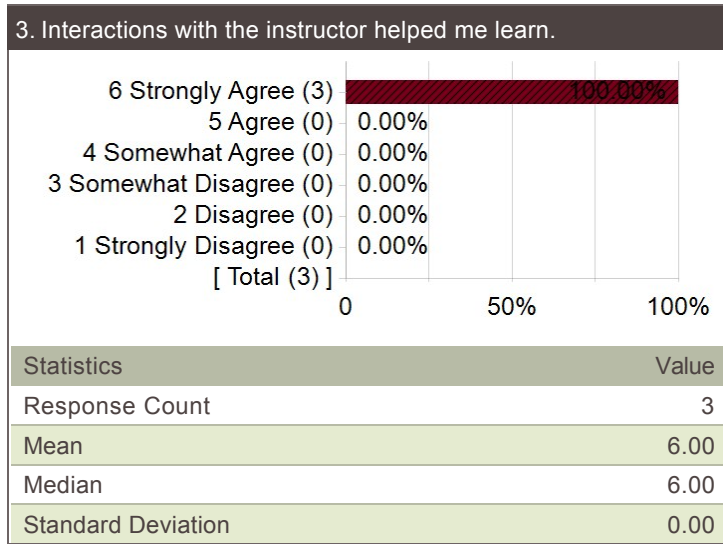 3. Interactions with the instructor helped me learn.
6 Strongly Agree (3) 100.00%
5 Agree (0) 0.00%
4 Somewhat Agree (0) 0.00%
3 Somewhat Disagree (0) 0.00%
2 Disagree (0) 0.00%
1 Strongly Disagree (0) 0.00%
[ Total (3) ]
0 50% 100%
Statistics Value
Response Count 3
Mean 6.00
Median 6.00
Standard Deviation 0.00